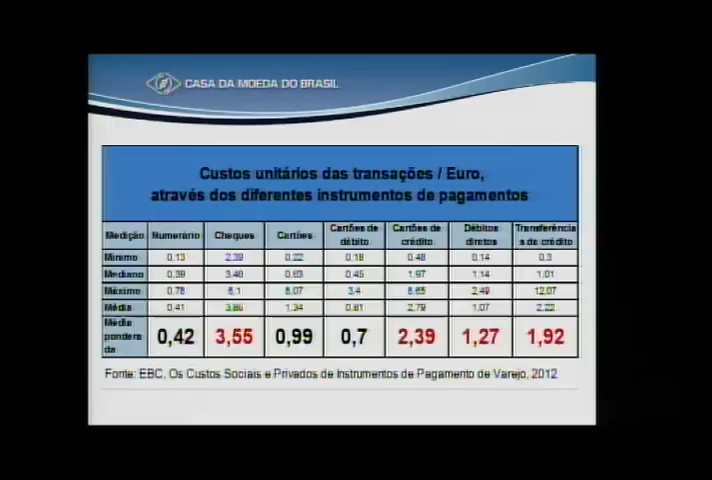 CASA DA MOEDA DO BRASIL
Custos unitários das transações / Euro,
através dos diferentes instrumentos de pagamentos
Medição Numerário Cheques Cartões Cartões de débito Cartões de crédito Débitos diretos Transferências de crédito
Mínimo 0,13 2,39 0,22 0,18 0,48 0,14 0,3
Mediano 0,39 3,48 0,63 0,45 1,97 1,14 1,01
Máximo 0,78 8,07 3,4 8,65 2,49 12,07
Média 0,41 3,86 1,34 0,81 2,79 1,07 2,22
Média ponderada 0,42 3,55 0,99 0,7 2,39 1,27 1,92
Fonte: EBC, Os Custos Sociais e Privados de Instrumentos de Pagamento de Varejo, 2012